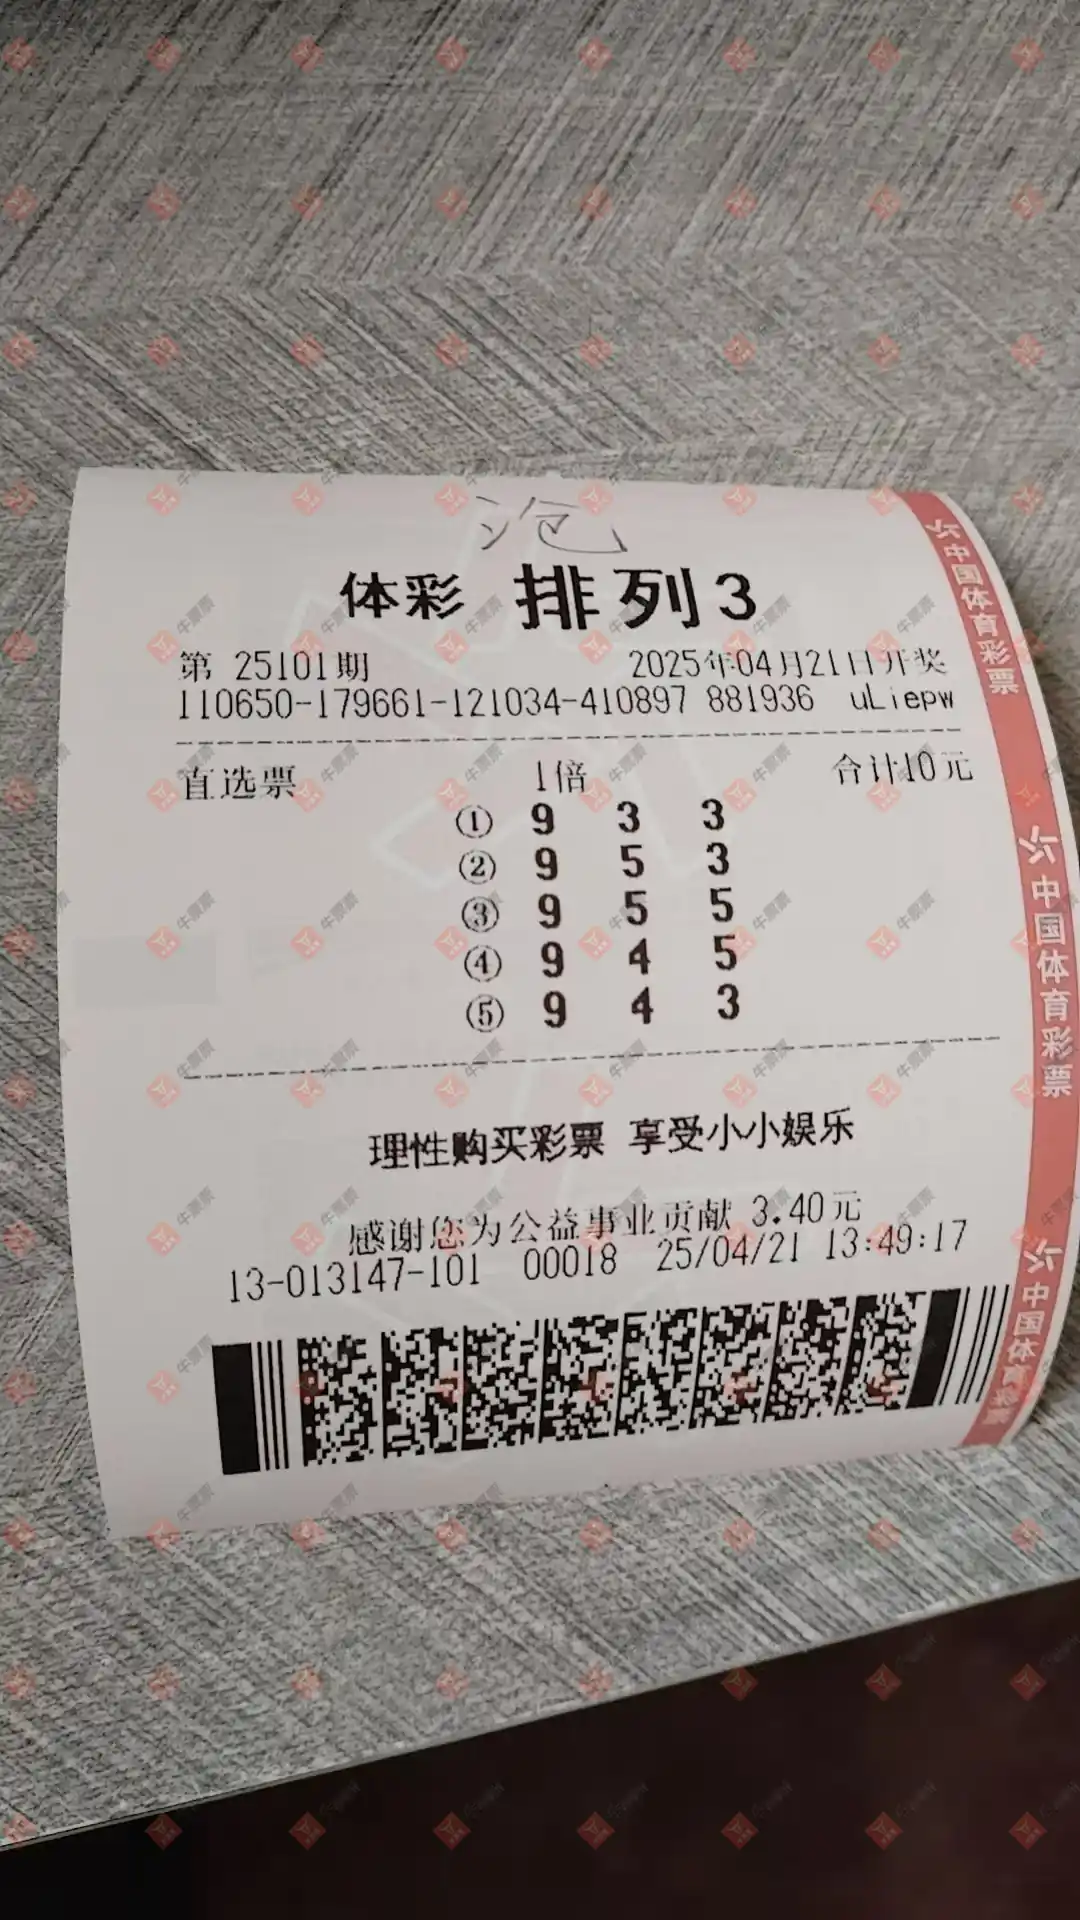 泡
体彩 排列3
第 25101期 2025年04月21日开奖
110650-179661-121034-410897 881936 uLiepw
直选票 1倍 合计10元
① 9 3 3
② 9 5 3
③ 9 5 5
④ 9 4 5
⑤ 9 4 3
理性购买彩票 享受小小娱乐
感谢您为公益事业贡献 3.40元
13-013147-101 00018 25/04/21 13:49:17
中国体育彩票
中国体育彩票
中国体育彩票
牛票票